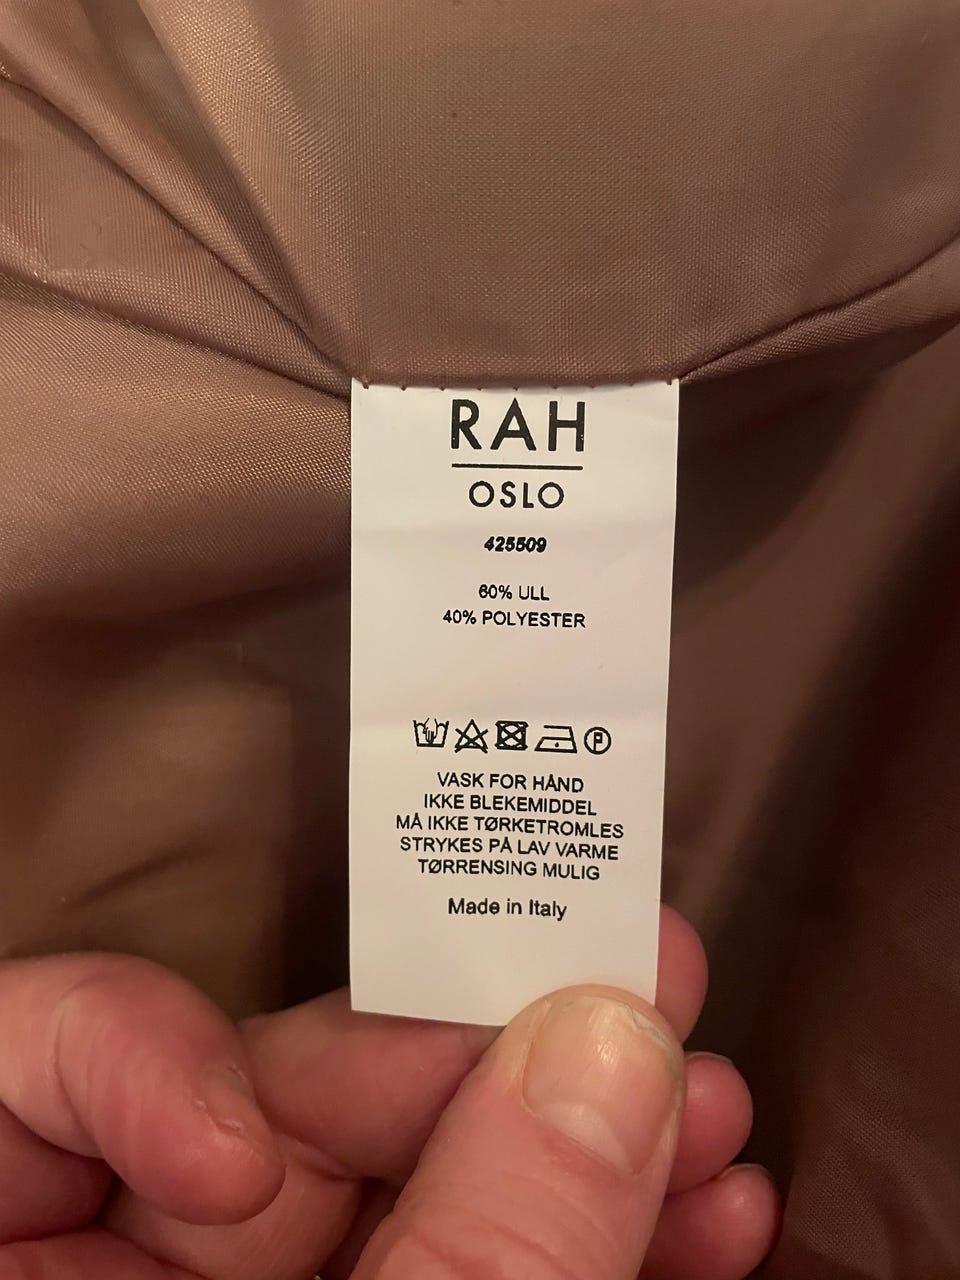 RAH
OSLO
425509
60% ULL
40% POLYESTER
P
VASK FOR HÅND
IKKE BLEKEMIDDEL
MÅ IKKE TØRKETROMLES
STRYKES PÅ LAV VARME
TØRRENSING MULIG
Made in Italy